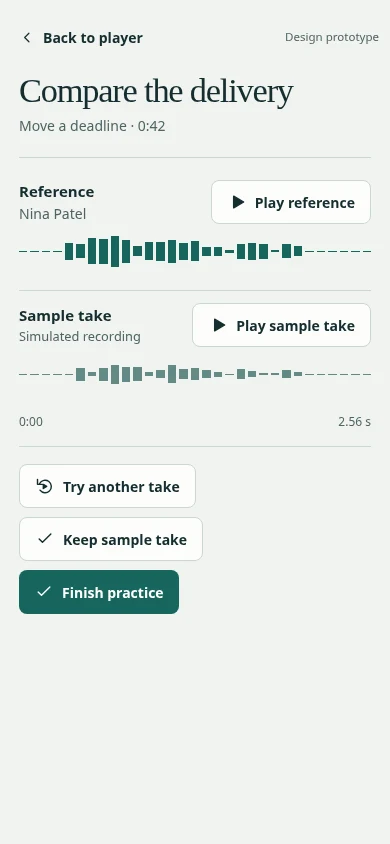 Back to player
Design prototype
Compare the delivery
Move a deadline · 0:42
Reference
Nina Patel
Play reference
Sample take
Simulated recording
Play sample take
0:00
2.56 s
Try another take
Keep sample take
Finish practice